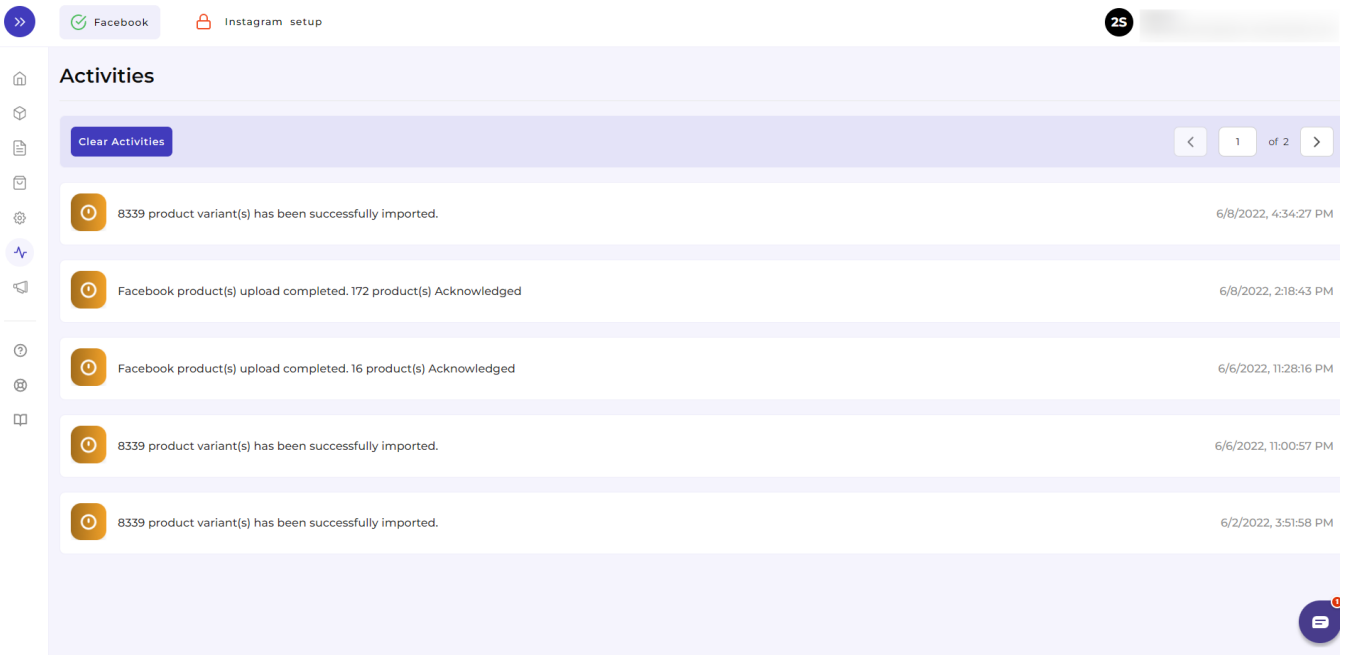 Facebook
Instagram setup
2S
Activities
Clear Activities
1 of 2
8339 product variant(s) has been successfully imported.
6/8/2022, 4:34:27 PM
Facebook product(s) upload completed. 172 product(s) Acknowledged
6/8/2022, 2:18:43 PM
Facebook product(s) upload completed. 16 product(s) Acknowledged
6/6/2022, 11:28:16 PM
8339 product variant(s) has been successfully imported.
6/6/2022, 11:00:57 PM
8339 product variant(s) has been successfully imported.
6/2/2022, 3:51:58 PM
1